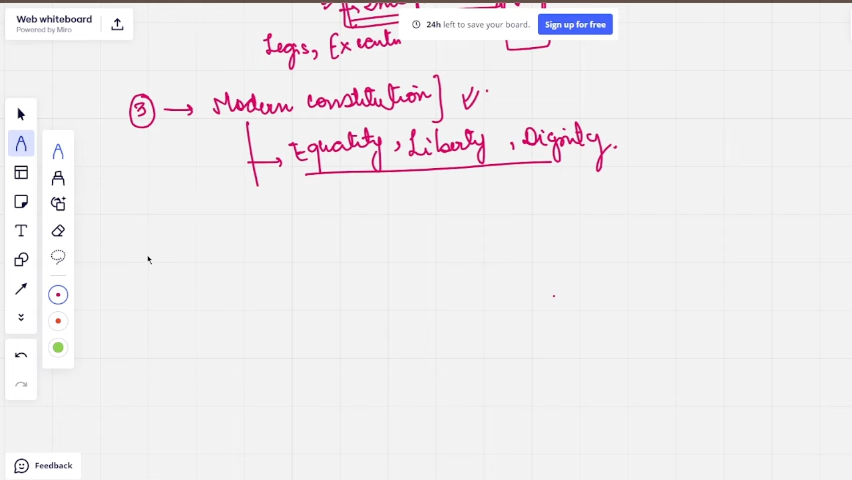 Web whiteboard
Powered by Miro
24h left to save your board.
Sign up for free
Legs, Executi
③ → Modern constitution] ✓
→ Equality, Liberty, Dignity.
T
Feedback